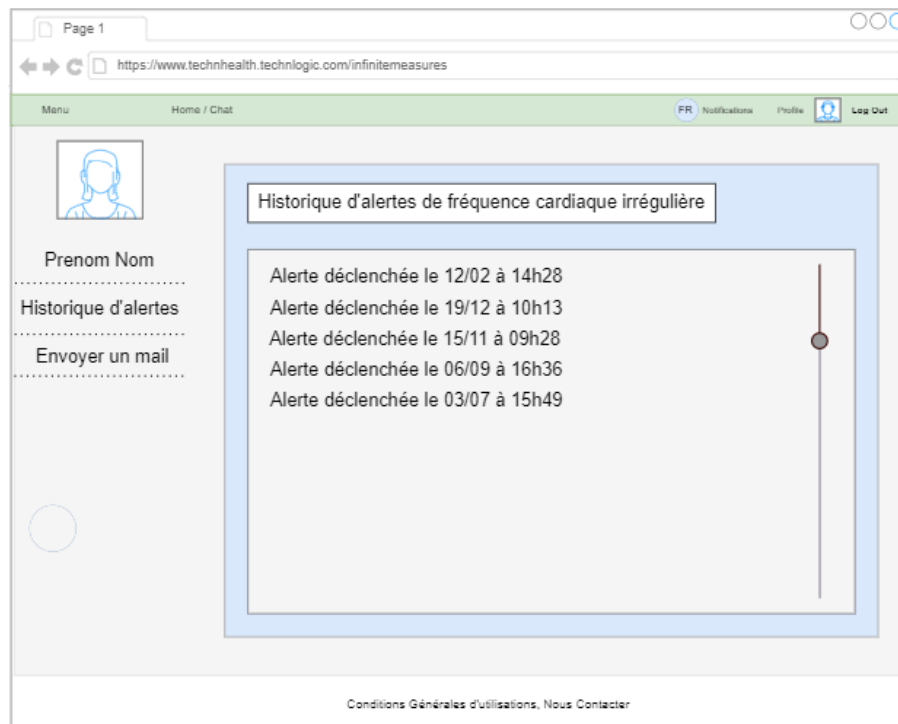 Page 1
https://www.technhealth.technlogic.com/infinitemeasures
Menu Home / Chat FR Notifications Profile Log Out
Historique d'alertes de fréquence cardiaque irrégulière
Prenom Nom
Historique d'alertes
Envoyer un mail
Alerte déclenchée le 12/02 à 14h28
Alerte déclenchée le 19/12 à 10h13
Alerte déclenchée le 15/11 à 09h28
Alerte déclenchée le 06/09 à 16h36
Alerte déclenchée le 03/07 à 15h49
Conditions Générales d'utilisations, Nous Contacter